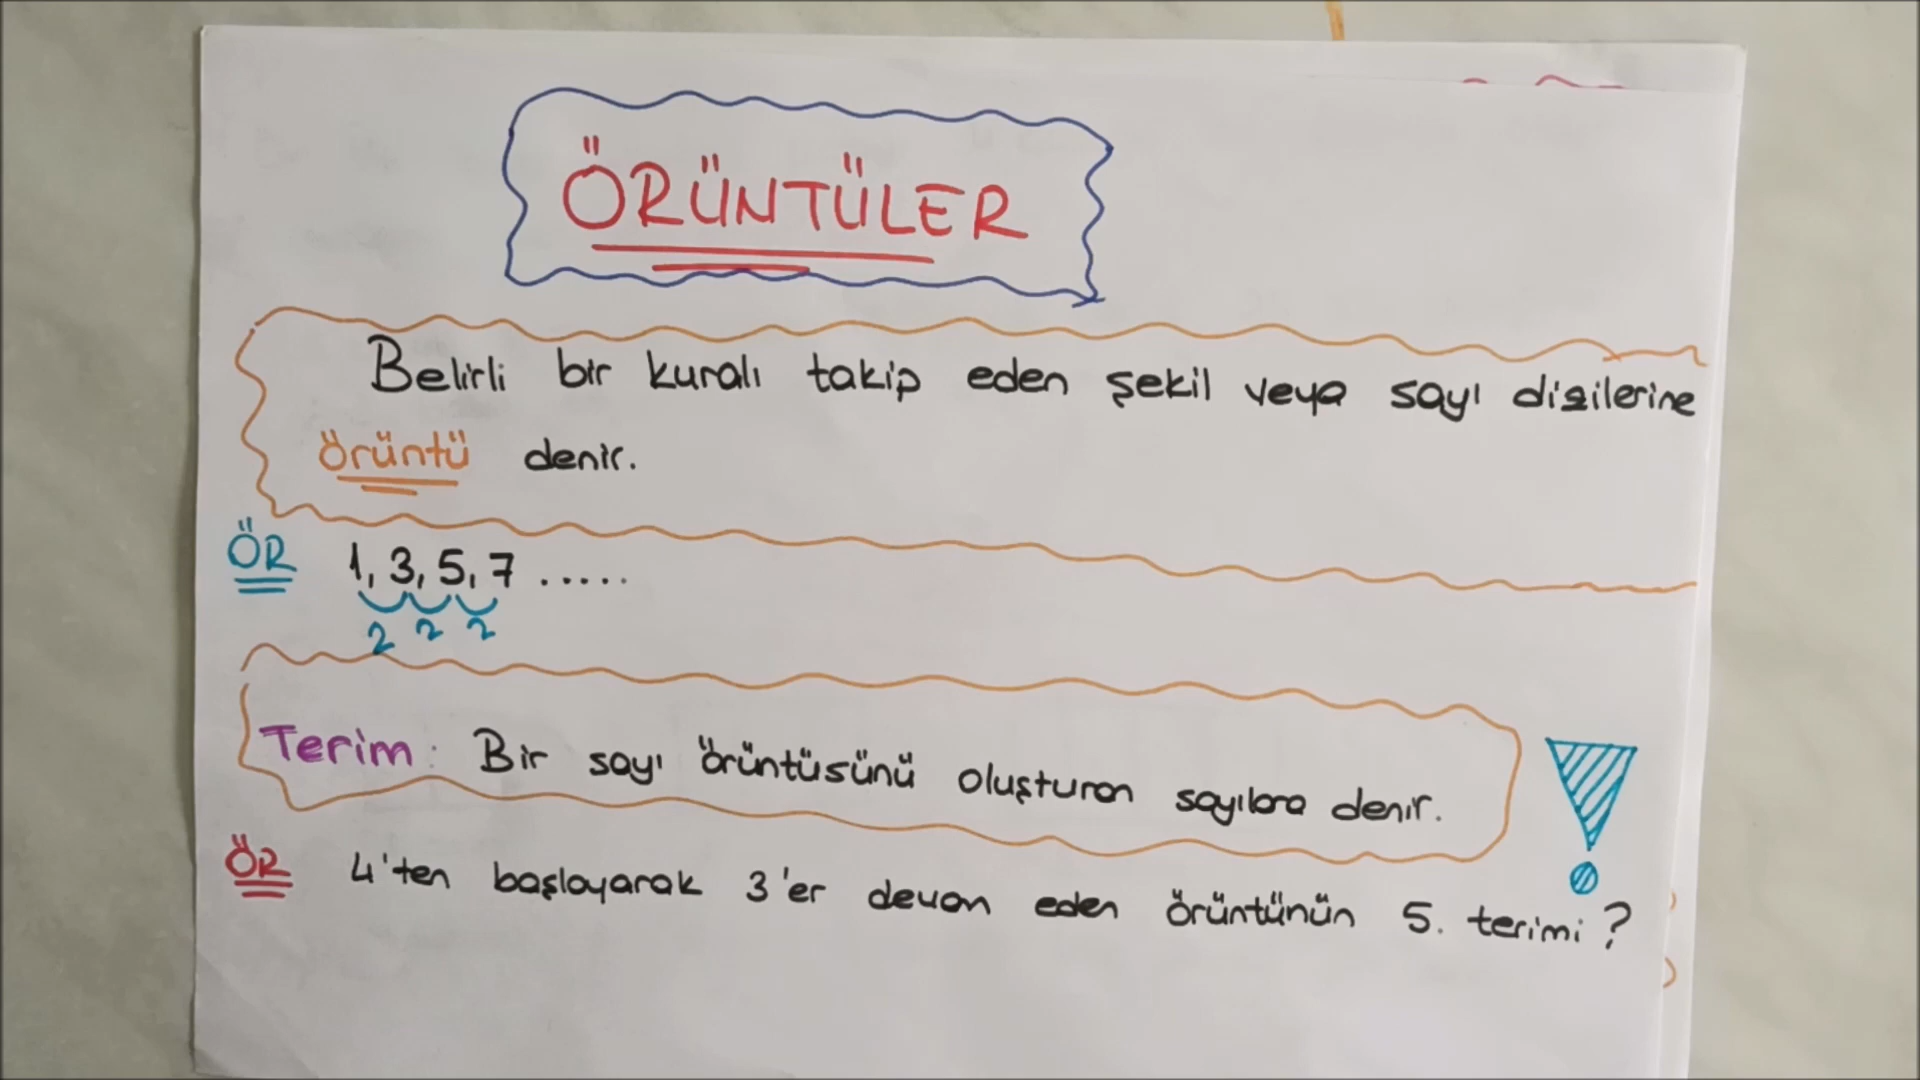 ÖRÜNTÜLER
Belirli bir kuralı takip eden şekil veya sayı dizilerine
örüntü denir.
ÖR 1, 3, 5, 7 .....
2 2 2
Terim: Bir sayı örüntüsünü oluşturan sayılara denir.
!
ÖR 4'ten başlayarak 3'er devam eden örüntünün 5. terimi?